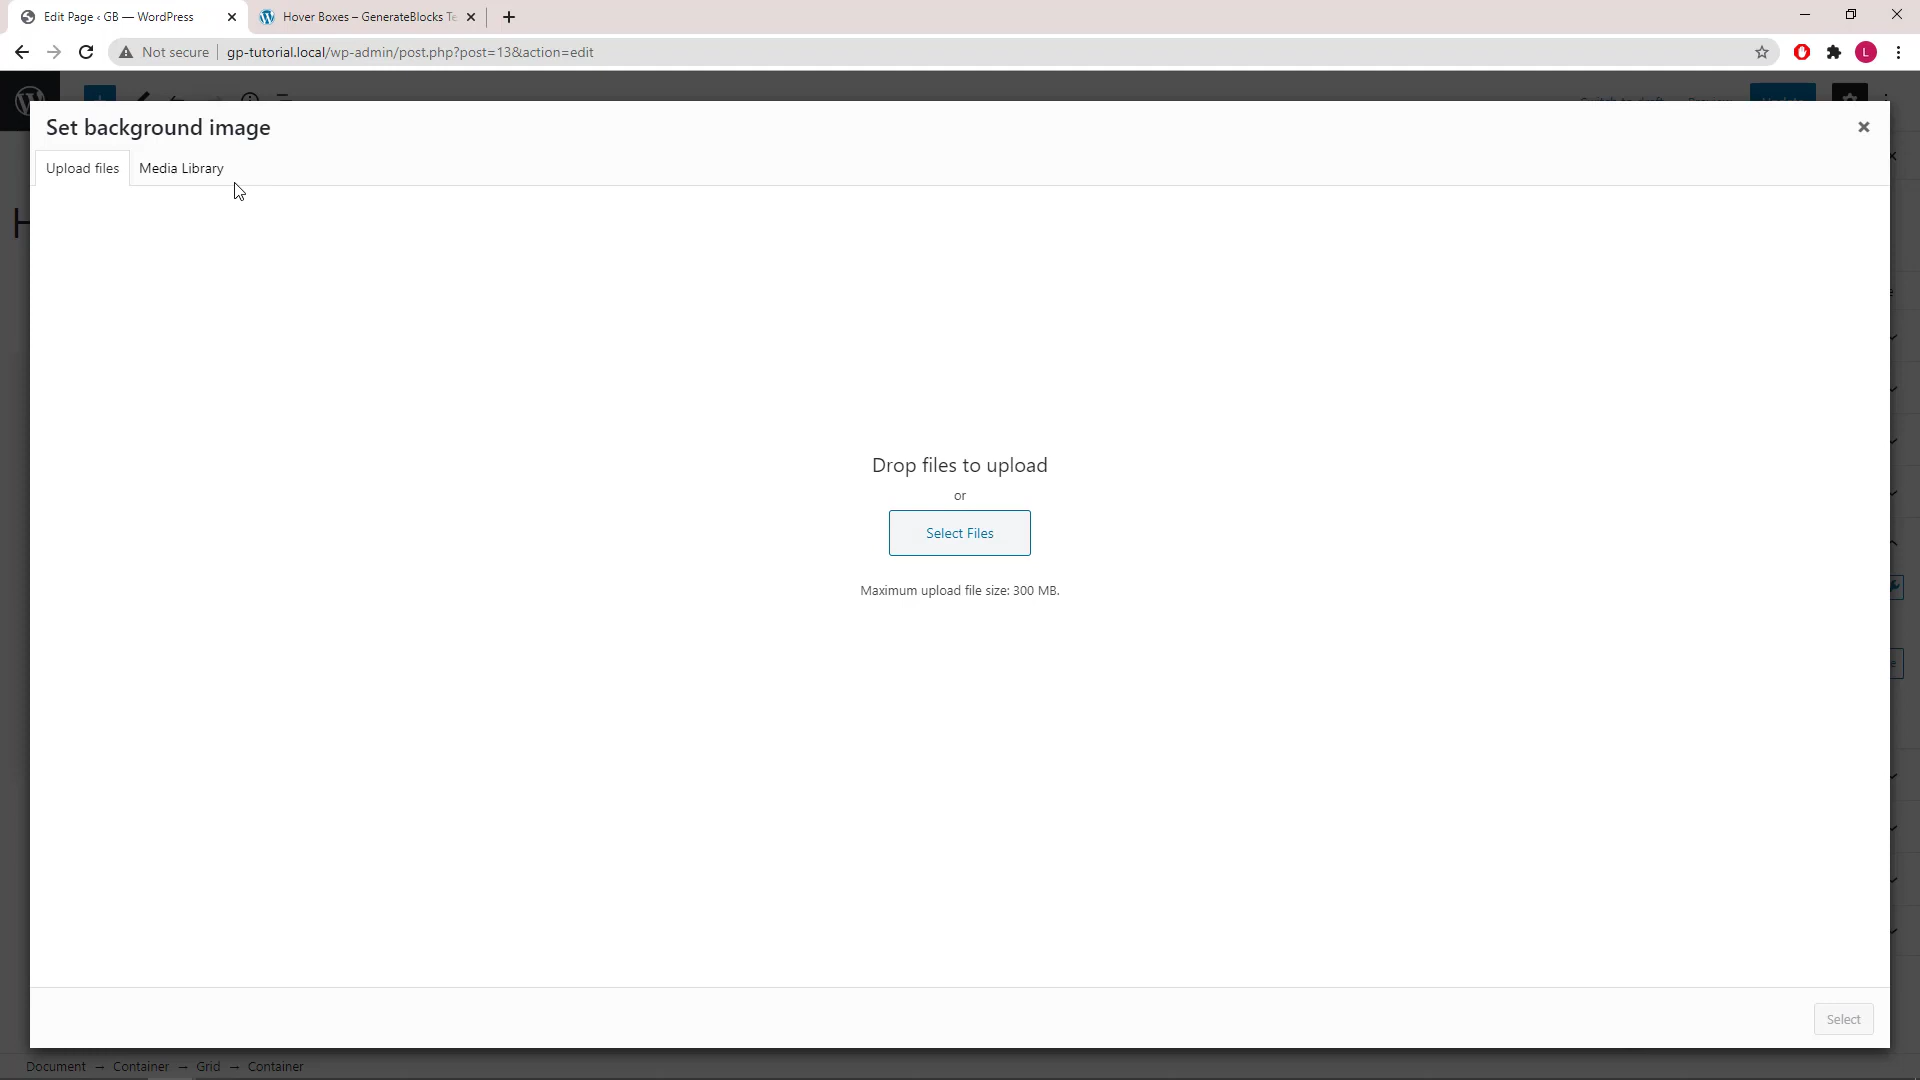 Edit Page ‹ GB — WordPress
Hover Boxes – GenerateBlocks Te
Not secure
gp-tutorial.local/wp-admin/post.php?post=13&action=edit
L
Set background image
Upload files
Media Library
H
Drop files to upload
or
Select Files
Maximum upload file size: 300 MB.
Select
Document → Container → Grid → Container